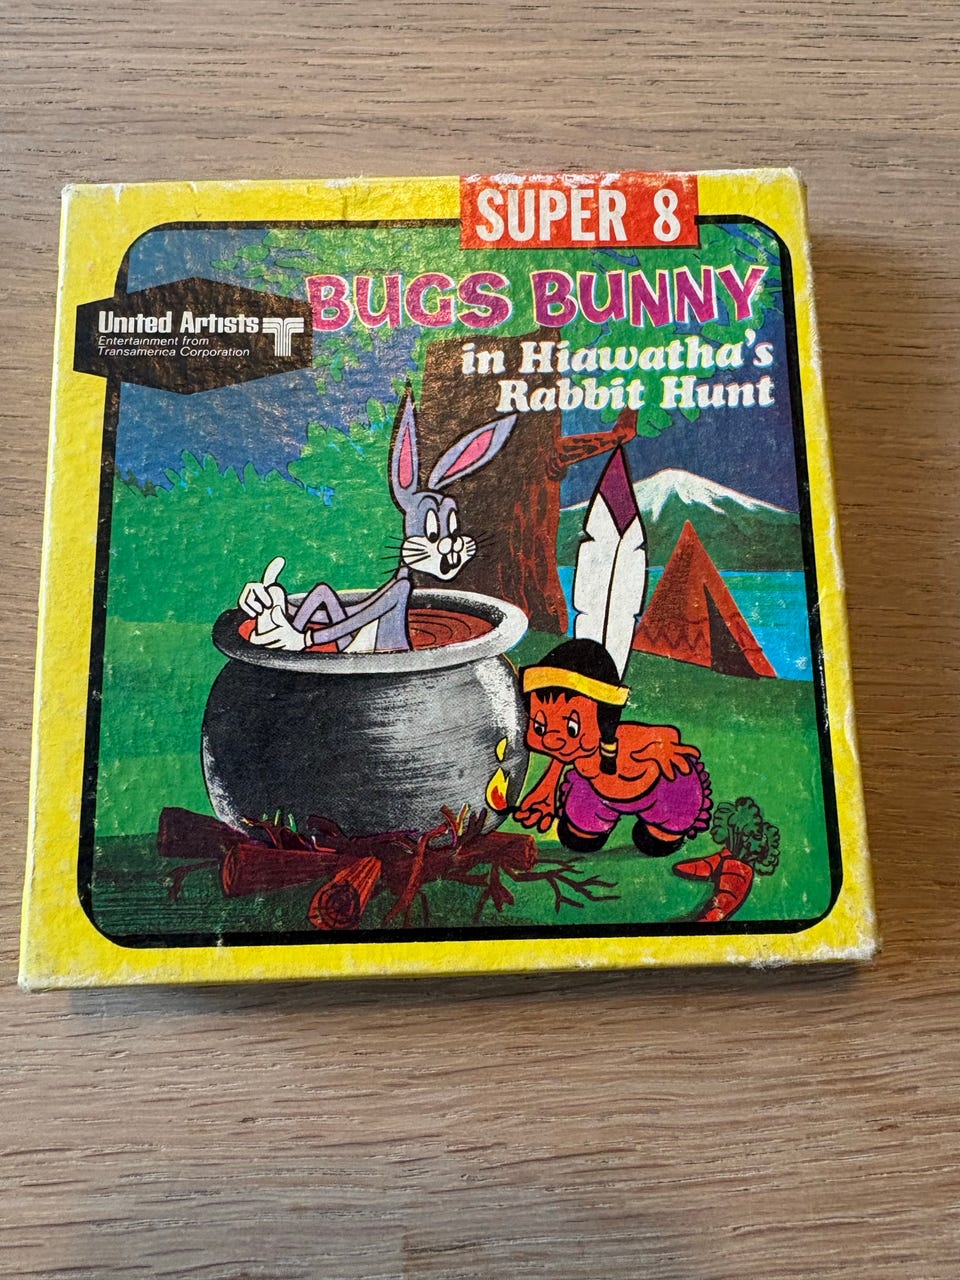 SUPER 8
BUGS BUNNY
in Hiawatha's
Rabbit Hunt
United Artists
Entertainment from
Transamerica Corporation